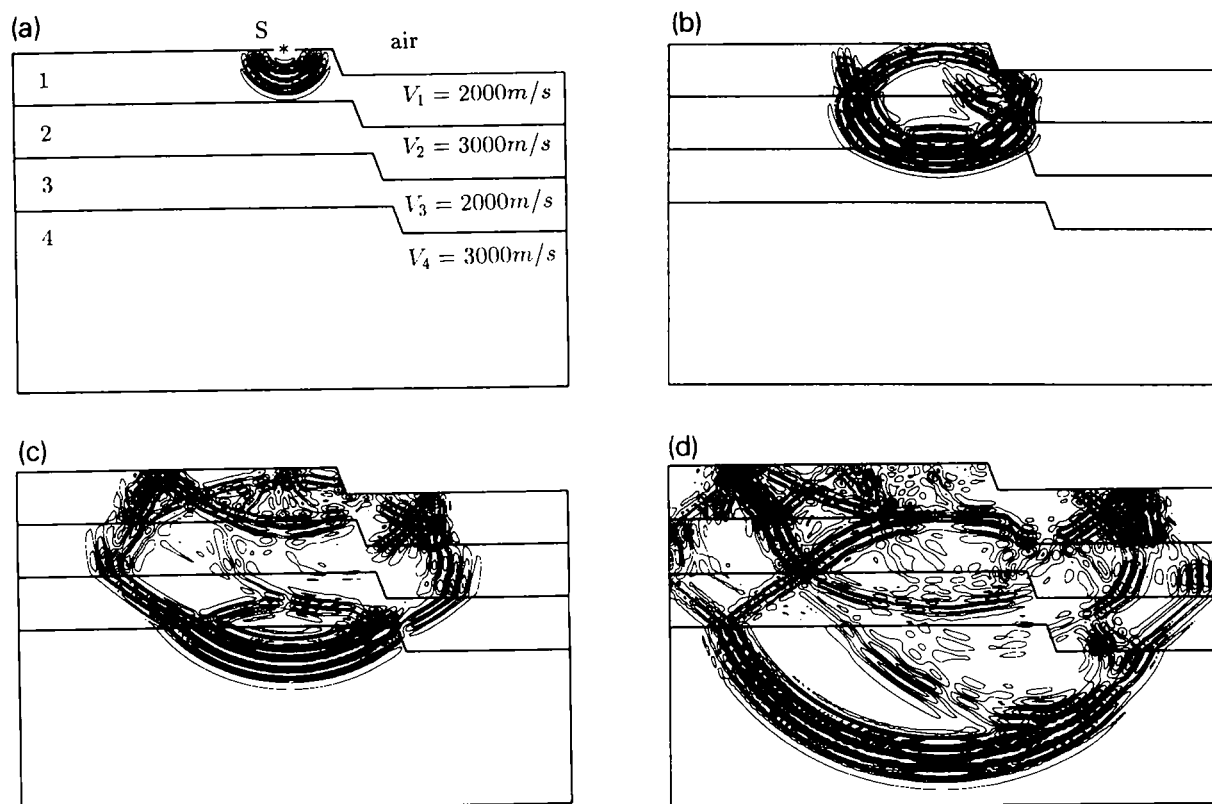 (a)
S
*
air
1
V₁ = 2000m/s
2
V₂ = 3000m/s
3
V₃ = 2000m/s
4
V₄ = 3000m/s
(b)
(c)
(d)